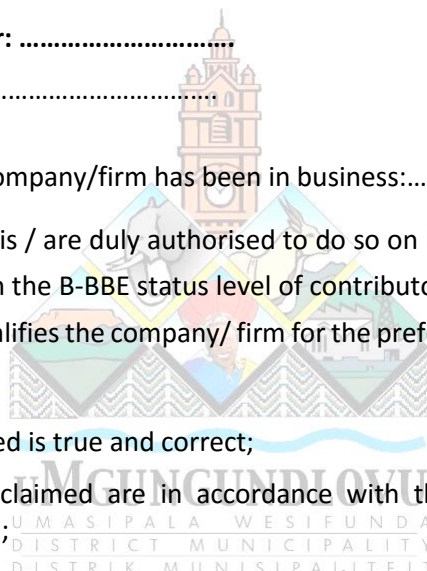 r: ………………………….
……………………………….
ompany/firm has been in business:…
is / are duly authorised to do so on
n the B-BBE status level of contributo
alifies the company/ firm for the pref
ed is true and correct;
claimed are in accordance with th
;
UMGUNGUNDLOVU
UMASIPALA WESIFUNDA
DISTRICT MUNICIPALITY
DISTRIK MUNISIPALITEIT